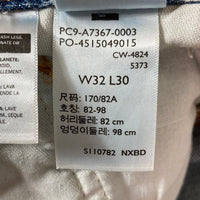 PC9-A7367-0003
PO-4515049015
CW-4824
5373
W32 L30
尺码: 170/82A
호칭: 82-98
허리둘레: 82 cm
엉덩이둘레: 98 cm
S110782 NXBD